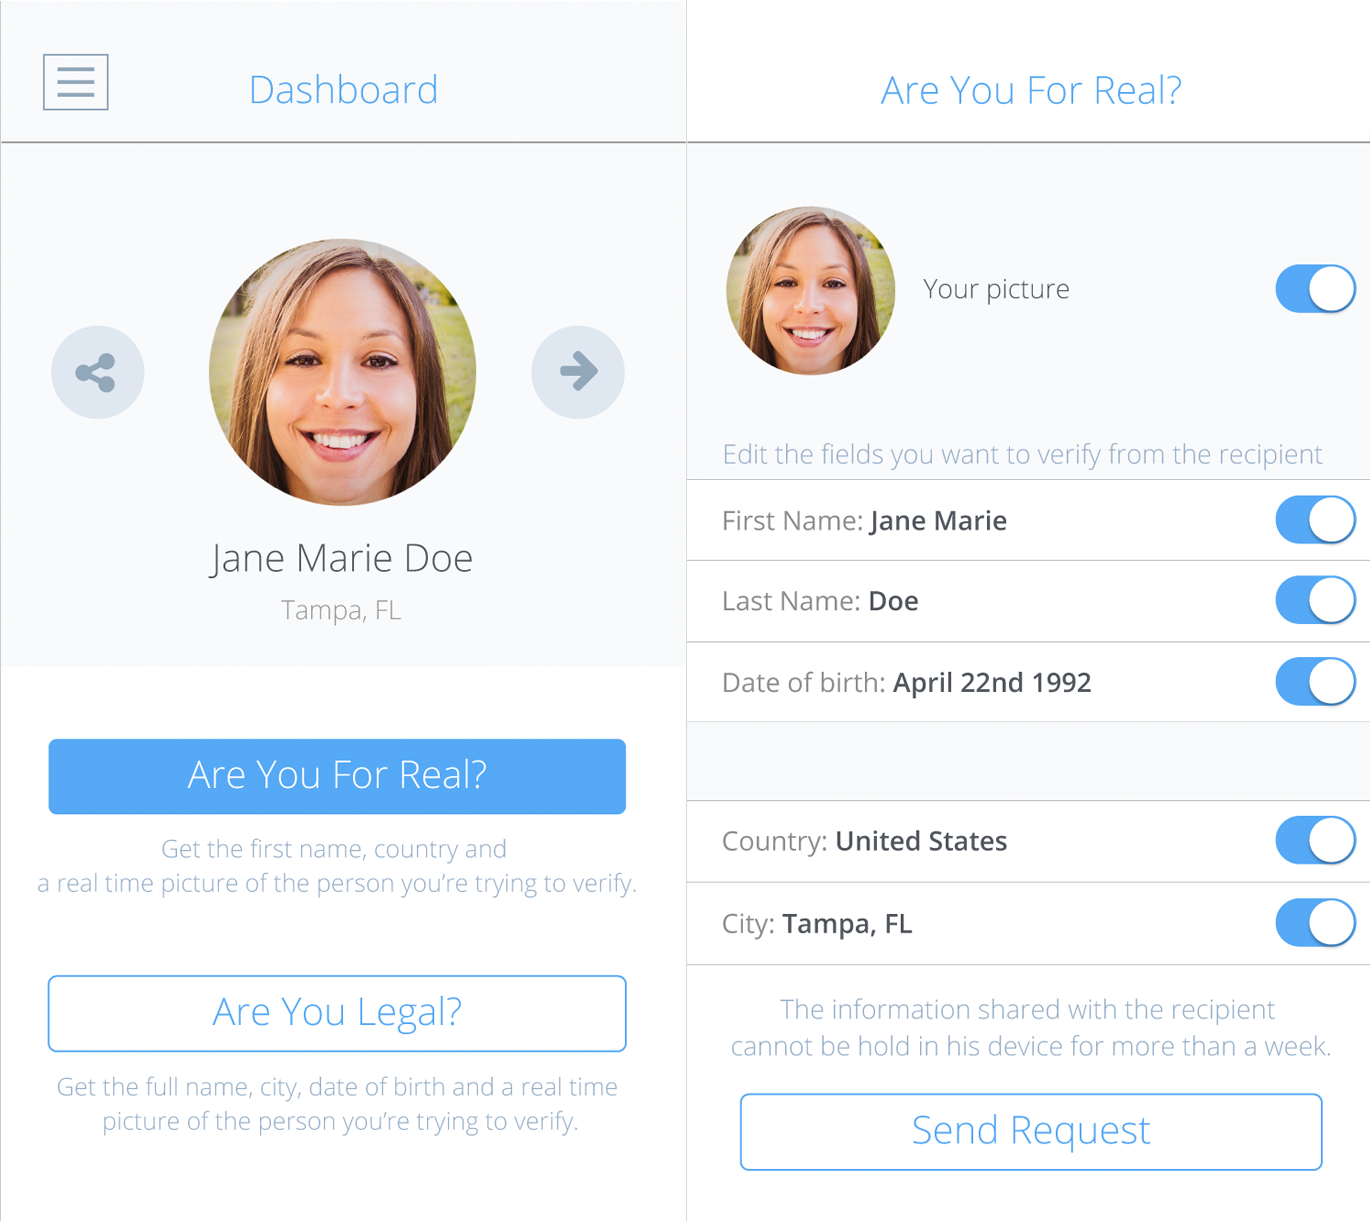 Dashboard
Jane Marie Doe
Tampa, FL
Are You For Real?
Get the first name, country and
a real time picture of the person you’re trying to verify.
Are You Legal?
Get the full name, city, date of birth and a real time
picture of the person you’re trying to verify.
Are You For Real?
Your picture
Edit the fields you want to verify from the recipient
First Name: Jane Marie
Last Name: Doe
Date of birth: April 22nd 1992
Country: United States
City: Tampa, FL
The information shared with the recipient
cannot be hold in his device for more than a week.
Send Request